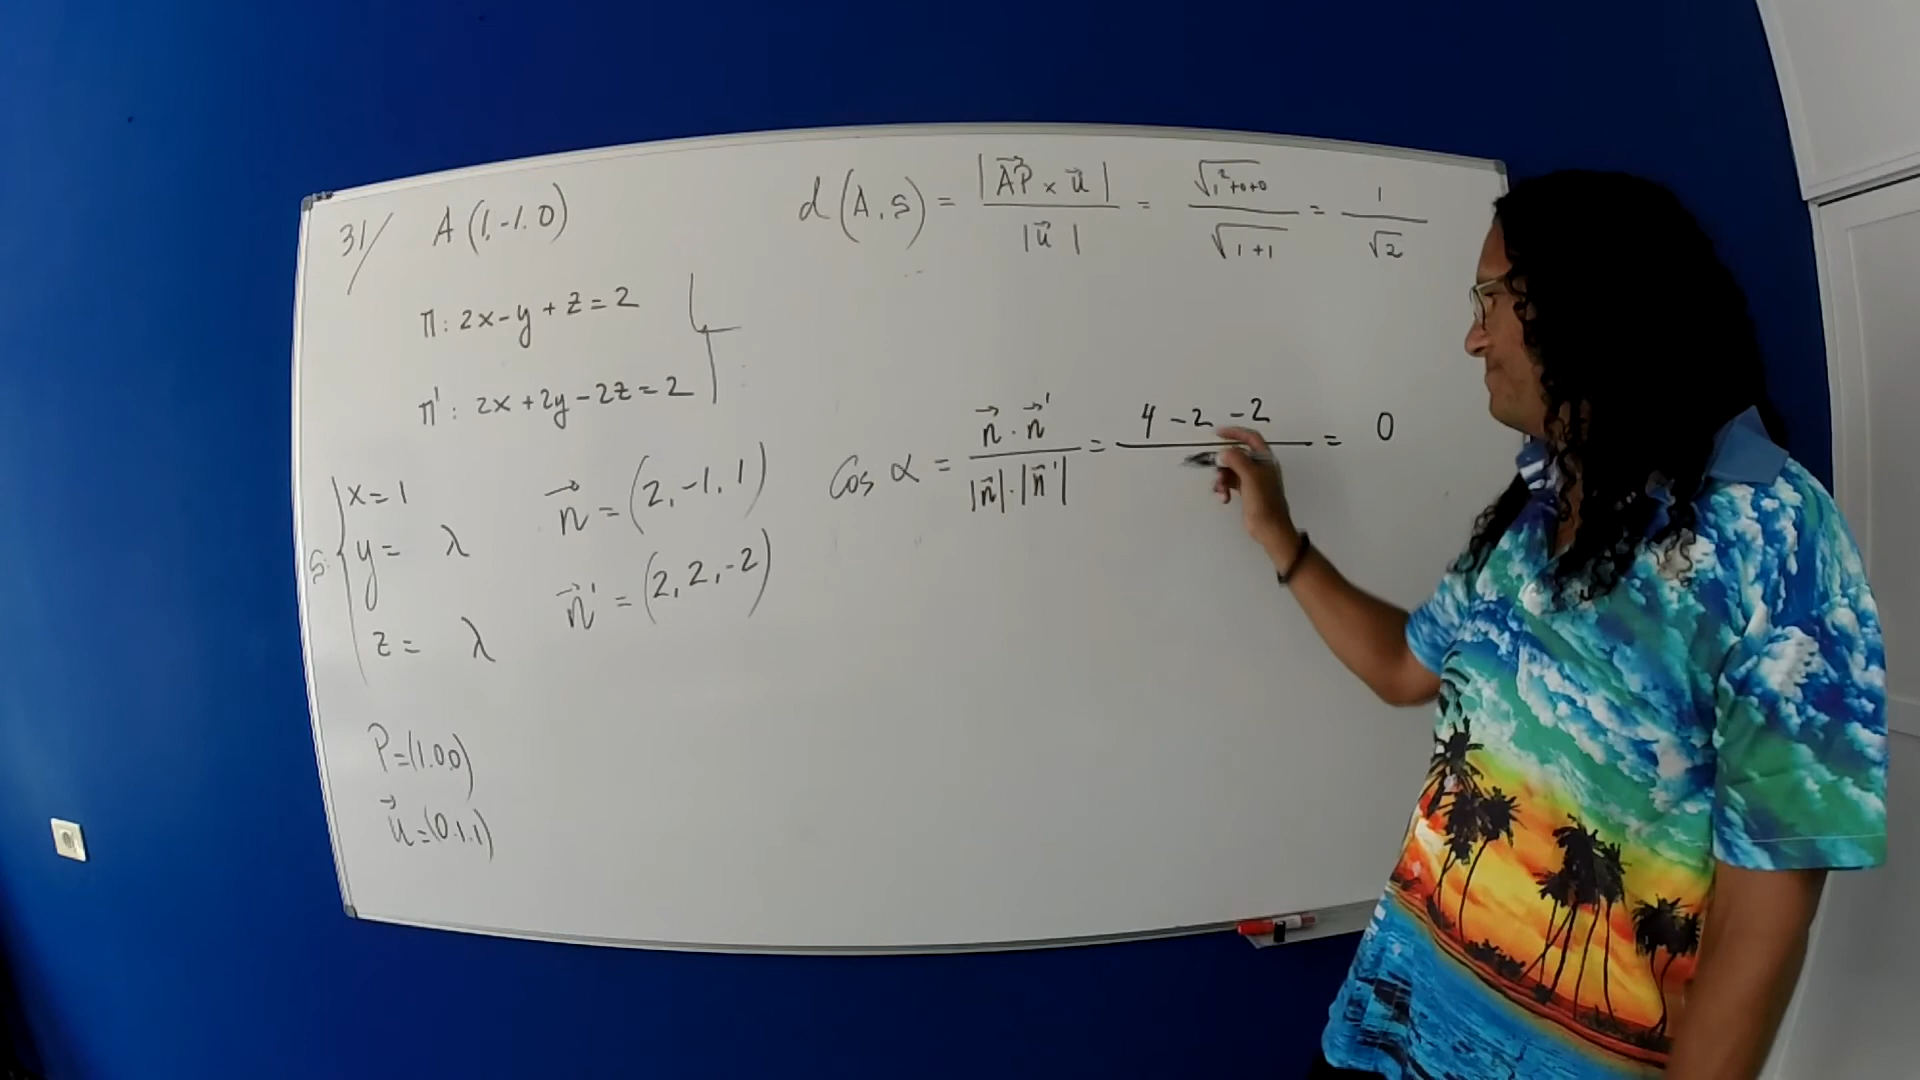 31/ A(1,-1,0)
d(A,s) = |AP⃗ × u⃗| / |u⃗| = √(1²+0+0) / √(1+1) = 1/√2
π: 2x-y+z=2
π': 2x+2y-2z=2
cos α = n⃗·n⃗' / |n⃗|·|n⃗'| = 4-2-2 / = 0
s: { x=1
y= λ
z= λ
n⃗ = (2,-1,1)
n⃗' = (2,2,-2)
P=(1,0,0)
u⃗=(0,1,1)